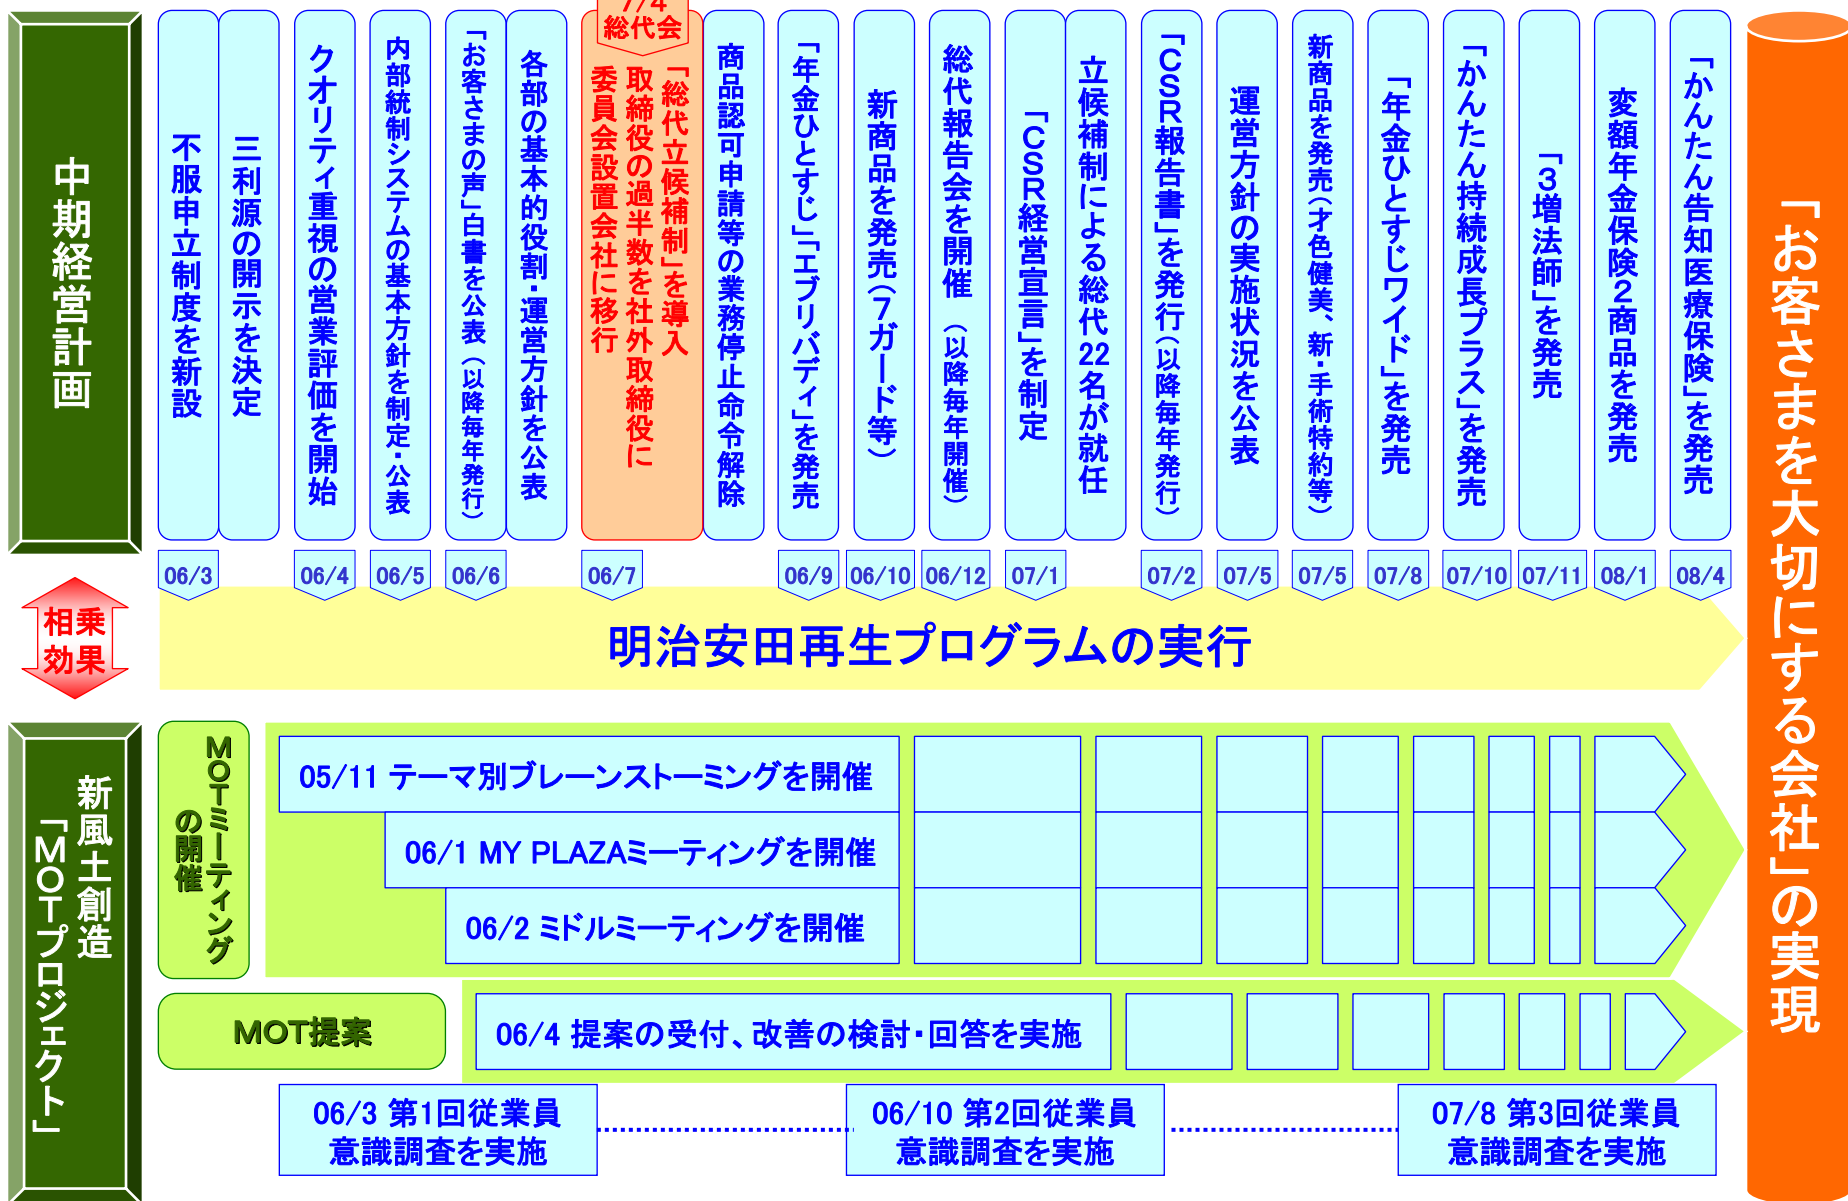 中期経営計画
不服申立制度を新設
三利源の開示を決定
クオリティ重視の営業評価を開始
内部統制システムの基本方針を制定・公表
「お客さまの声」白書を公表（以降毎年発行）
各部の基本的役割・運営方針を公表
7/4
総代会
「総代立候補制」を導入
取締役の過半数を社外取締役に
委員会設置会社に移行
商品認可申請等の業務停止命令解除
「年金ひとすじ」「エブリバディ」を発売
新商品を発売（7ガード等）
総代報告会を開催（以降毎年開催）
「CSR経営宣言」を制定
立候補制による総代22名が就任
「CSR報告書」を発行（以降毎年発行）
運営方針の実施状況を公表
新商品を発売（才色健美、新・手術特約等）
「年金ひとすじワイド」を発売
「かんたん持続成長プラス」を発売
「3増法師」を発売
変額年金保険2商品を発売
「かんたん告知医療保険」を発売
06/3
06/4
06/5
06/6
06/7
06/9
06/10
06/12
07/1
07/2
07/5
07/5
07/8
07/10
07/11
08/1
08/4
相乗
効果
明治安田再生プログラムの実行
新風土創造
「MOTプロジェクト」
MOTミーティング
の開催
05/11 テーマ別ブレーンストーミングを開催
06/1 MY PLAZAミーティングを開催
06/2 ミドルミーティングを開催
MOT提案
06/4 提案の受付、改善の検討・回答を実施
06/3 第1回従業員
意識調査を実施
06/10 第2回従業員
意識調査を実施
07/8 第3回従業員
意識調査を実施
「お客さまを大切にする会社」の実現